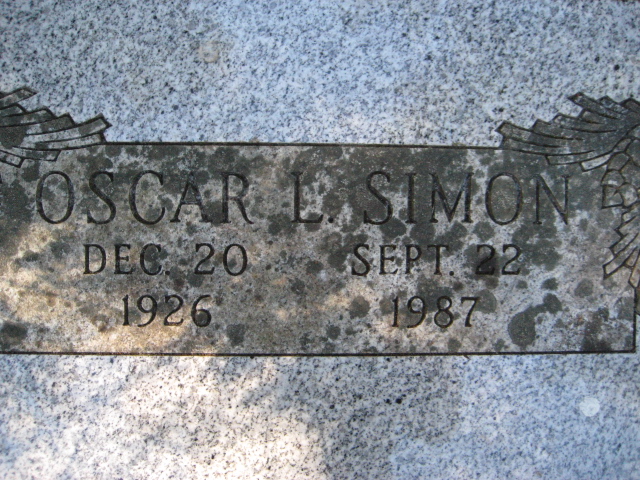 OSCAR L. SIMON
DEC. 20 SEPT. 22
1926 1987